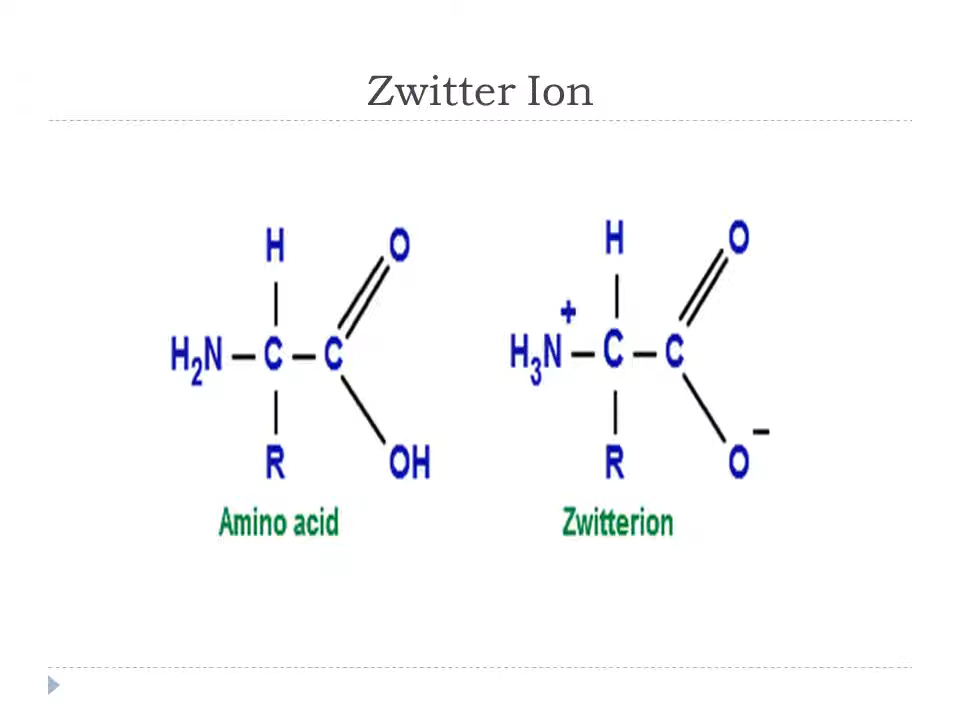 Zwitter Ion
H O
H₂N C C
R OH
Amino acid
H O
+
H₃N C C
−
R O
Zwitterion